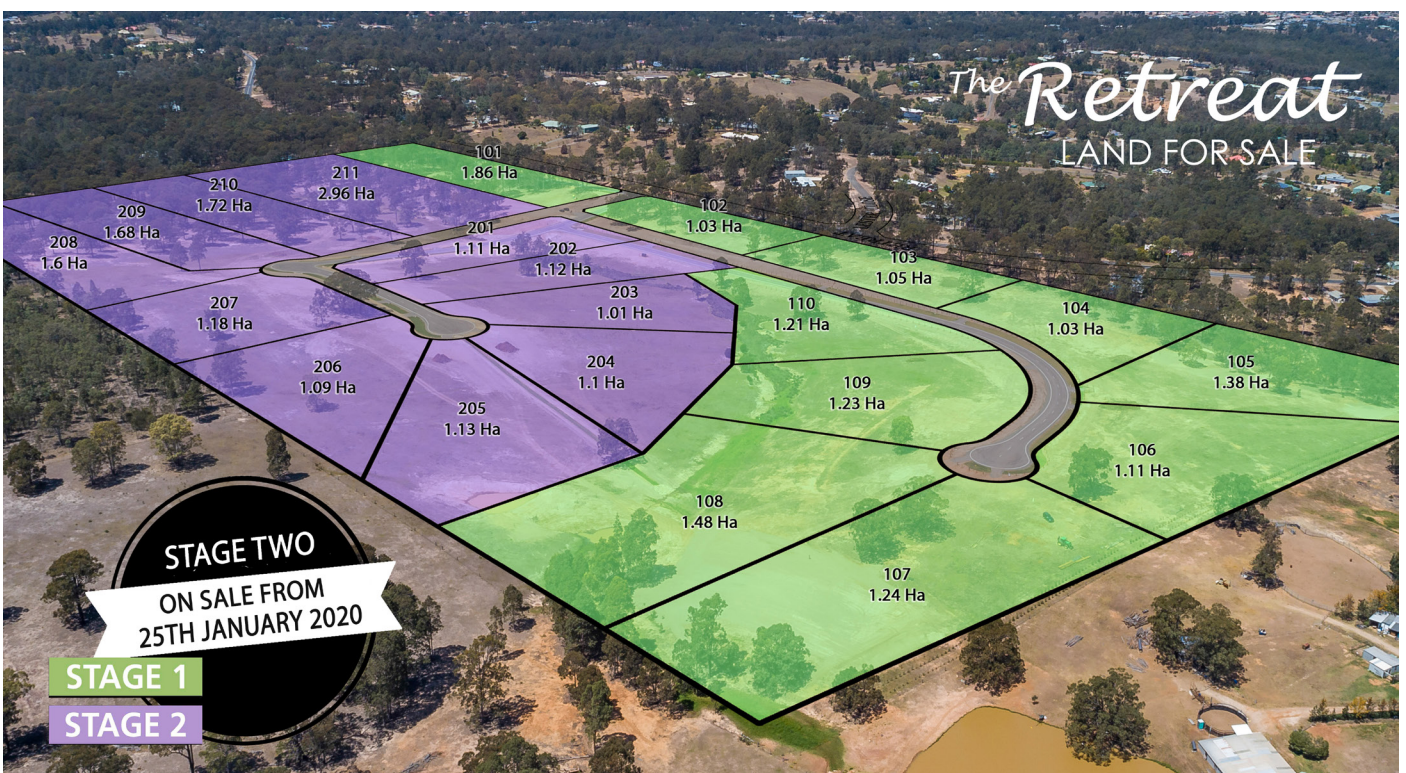 The Retreat
LAND FOR SALE
101
1.86 Ha
211
2.96 Ha
210
1.72 Ha
209
1.68 Ha
208
1.6 Ha
102
1.03 Ha
201
1.11 Ha
202
1.12 Ha
103
1.05 Ha
203
1.01 Ha
207
1.18 Ha
110
1.21 Ha
104
1.03 Ha
204
1.1 Ha
206
1.09 Ha
105
1.38 Ha
109
1.23 Ha
205
1.13 Ha
106
1.11 Ha
108
1.48 Ha
107
1.24 Ha
STAGE TWO
ON SALE FROM
25TH JANUARY 2020
STAGE 1
STAGE 2